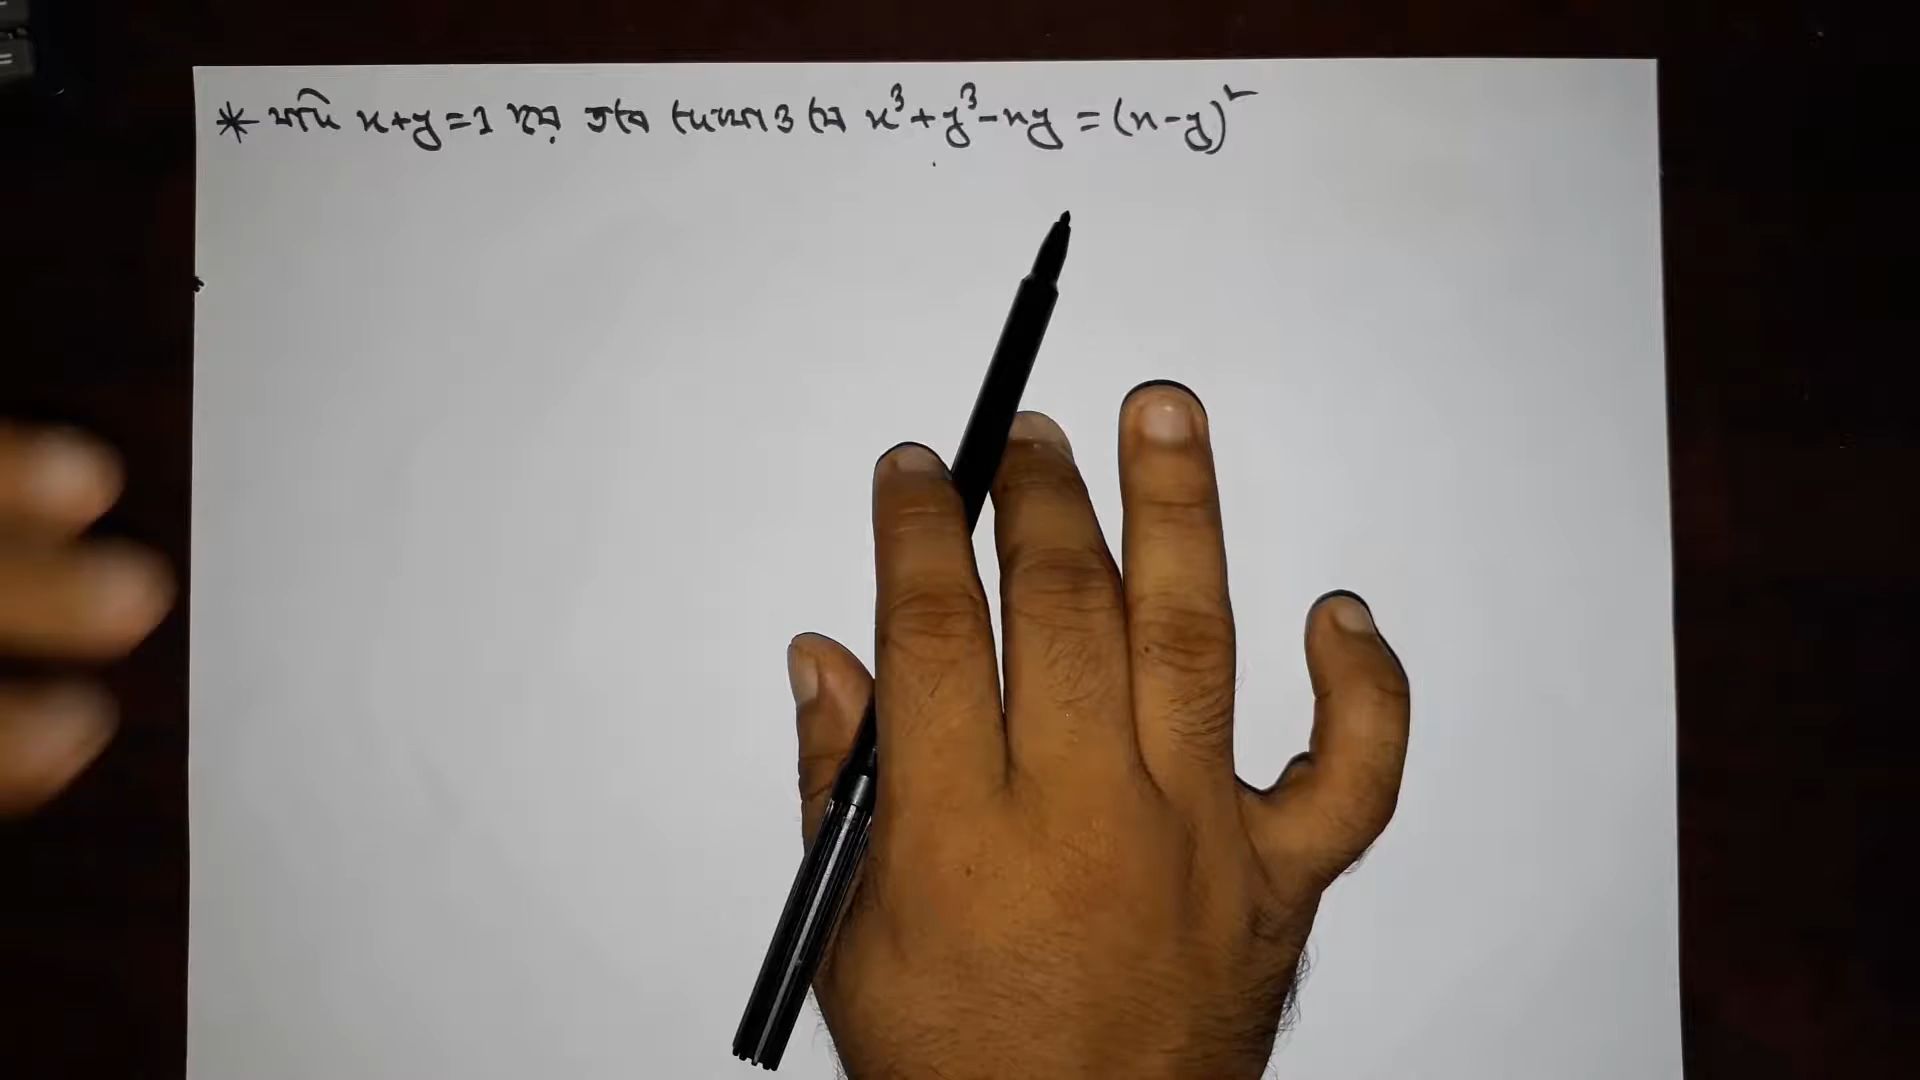 * যদি x+y=1 হয় তবে দেখাও যে x³+y³-xy = (x-y)²